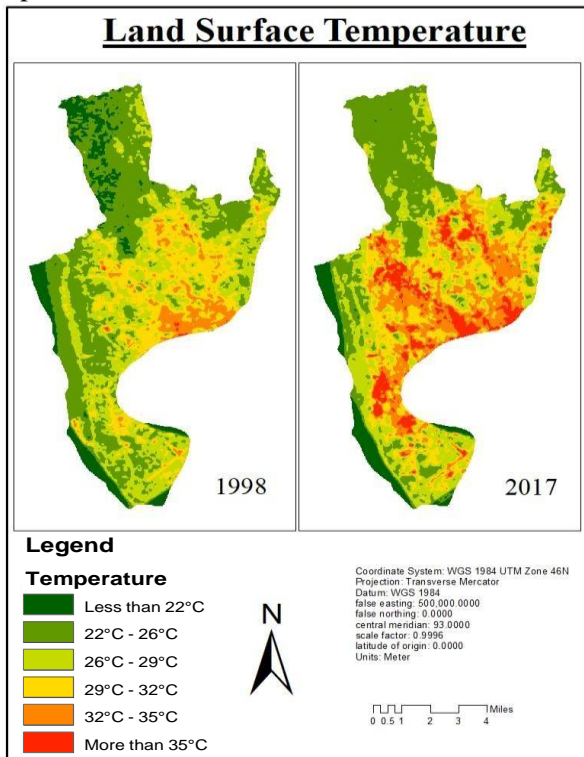 Land Surface Temperature
1998
2017
Legend
Temperature
Less than 22°C
22°C - 26°C
26°C - 29°C
29°C - 32°C
32°C - 35°C
More than 35°C
N
Coordinate System: WGS 1984 UTM Zone 46N
Projection: Transverse Mercator
Datum: WGS 1984
false easting: 500,000.0000
false northing: 0.0000
central meridian: 93.0000
scale factor: 0.9996
latitude of origin: 0.0000
Units: Meter
Miles
0 0.5 1 2 3 4